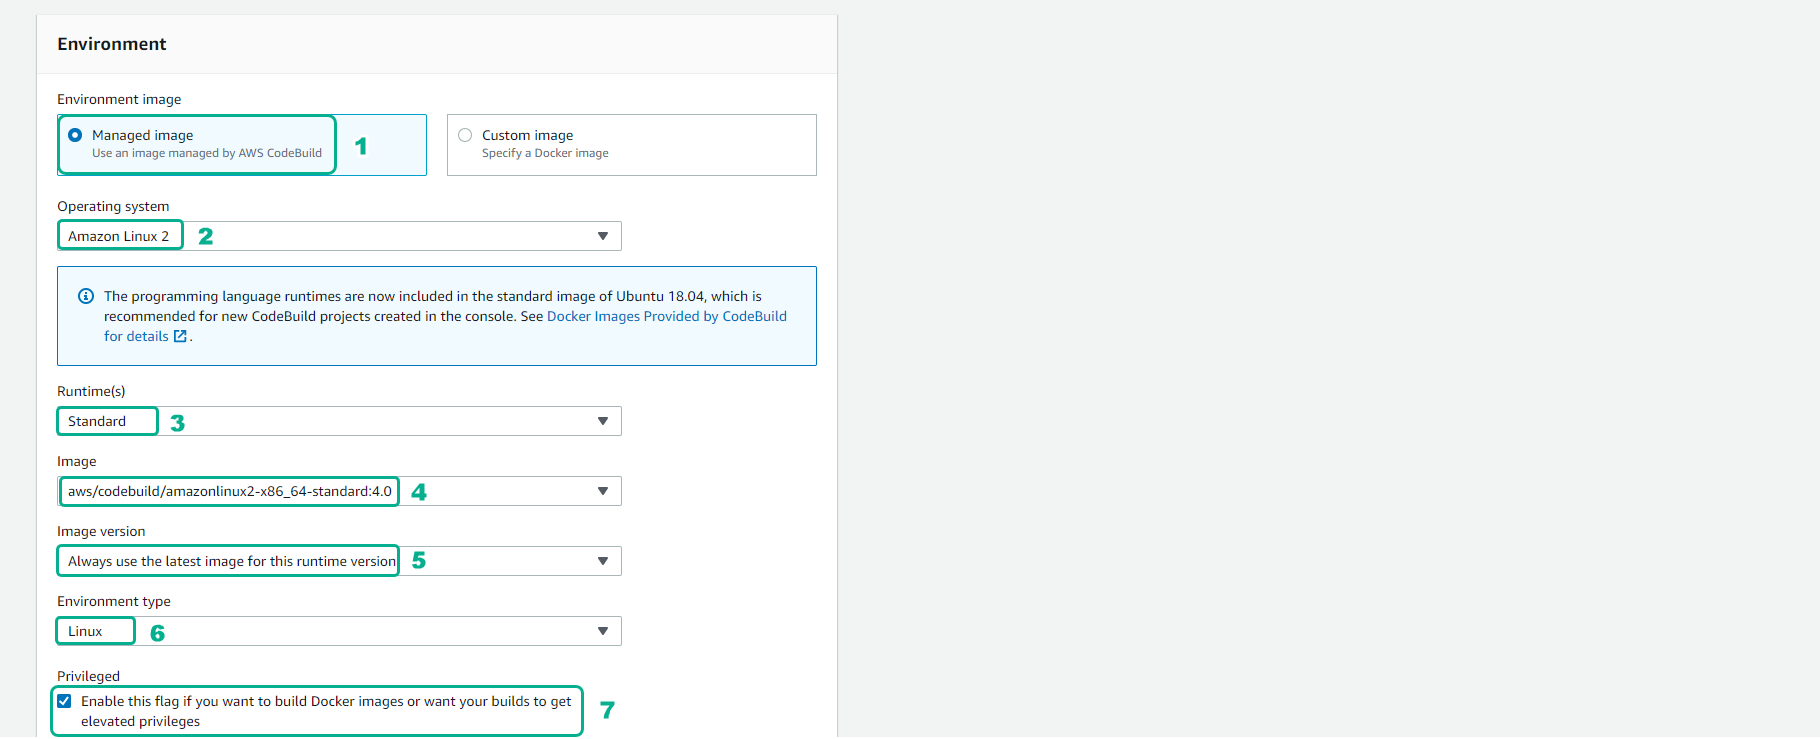 Environment
Environment image
Managed image
Use an image managed by AWS CodeBuild
1
Custom image
Specify a Docker image
Operating system
Amazon Linux 2
2
The programming language runtimes are now included in the standard image of Ubuntu 18.04, which is
recommended for new CodeBuild projects created in the console. See Docker Images Provided by CodeBuild
for details .
Runtime(s)
Standard
3
Image
aws/codebuild/amazonlinux2-x86_64-standard:4.0
4
Image version
Always use the latest image for this runtime version
5
Environment type
Linux
6
Privileged
Enable this flag if you want to build Docker images or want your builds to get
elevated privileges
7